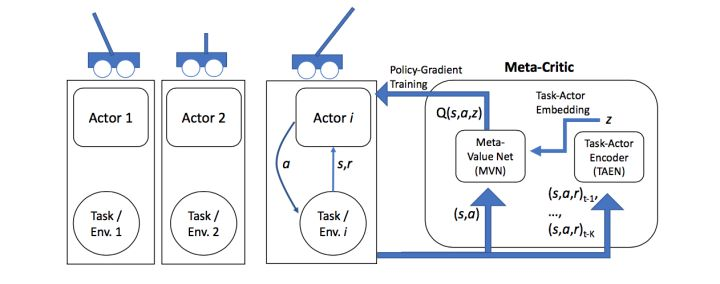 Actor 1
Task /
Env. 1
Actor 2
Task /
Env. 2
Actor i
a
s,r
Task /
Env. i
Policy-Gradient
Training
Meta-Critic
Q(s,a,z)
Task-Actor
Embedding
z
Meta-
Value Net
(MVN)
Task-Actor
Encoder
(TAEN)
(s,a)
(s,a,r)t-1,
...,
(s,a,r)t-K